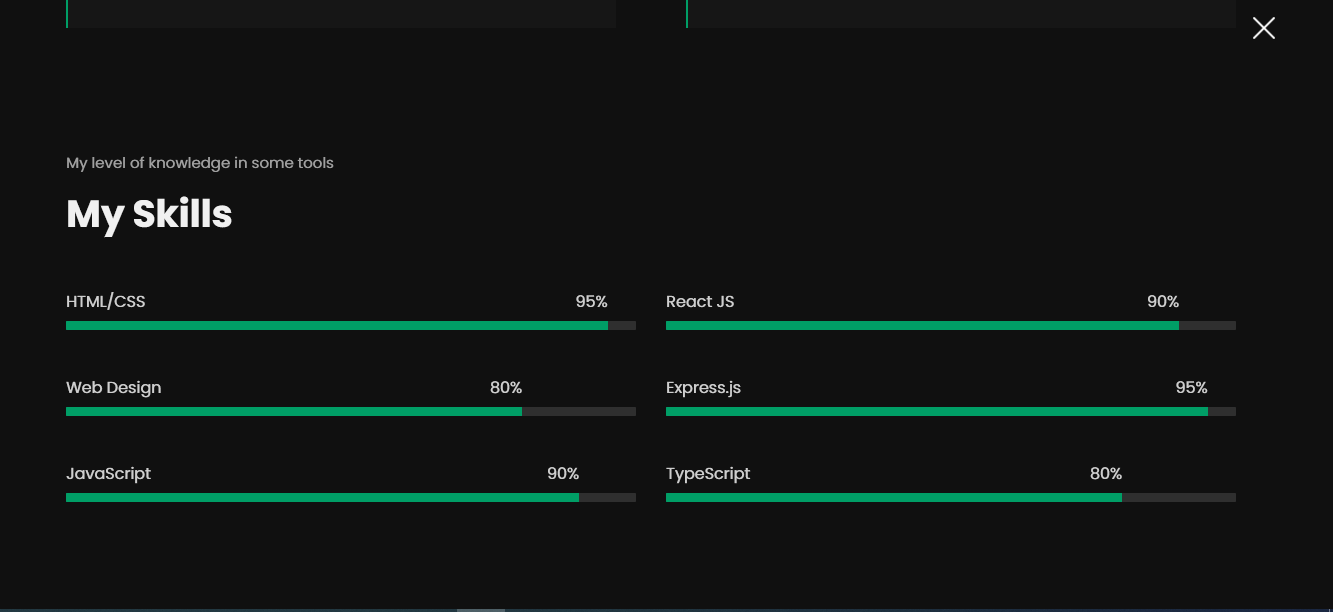 My level of knowledge in some tools
My Skills
HTML/CSS 95%
React JS 90%
Web Design 80%
Express.js 95%
JavaScript 90%
TypeScript 80%